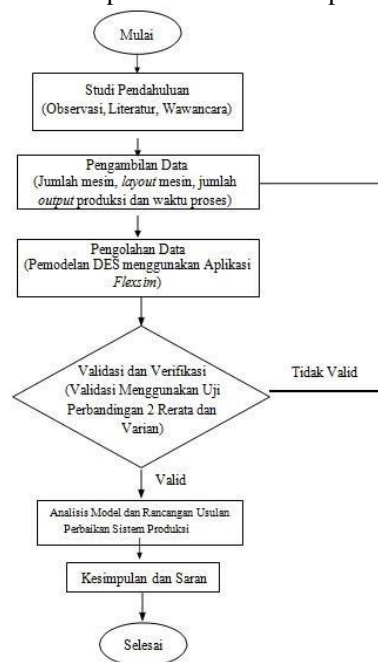 Mulai
Studi Pendahuluan
(Observasi, Literatur, Wawancara)
Pengambilan Data
(Jumlah mesin, layout mesin, jumlah
output produksi dan waktu proses)
Pengolahan Data
(Pemodelan DES menggunakan Aplikasi
Flexsim)
Validasi dan Verifikasi
(Validasi Menggunakan Uji
Perbandingan 2 Rerata dan
Varian)
Tidak Valid
Valid
Analisis Model dan Rancangan Usulan
Perbaikan Sistem Produksi
Kesimpulan dan Saran
Selesai